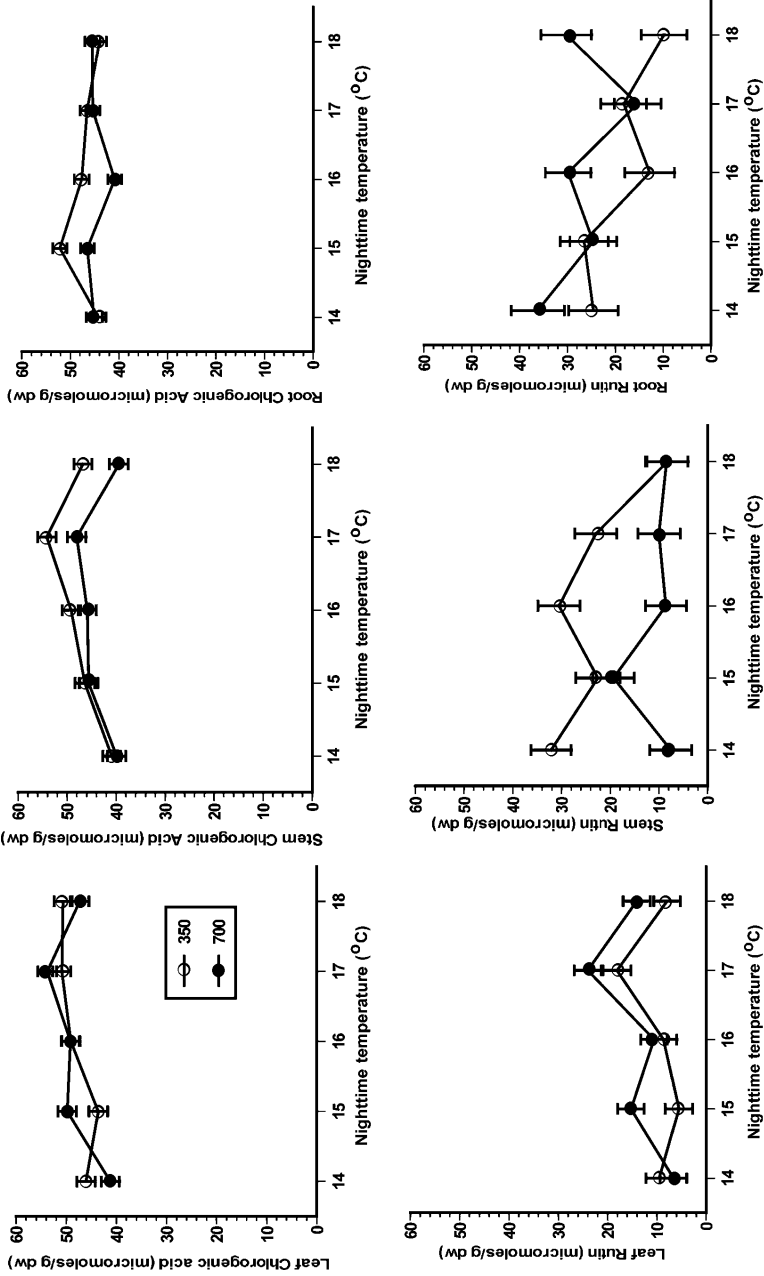 Leaf Chlorogenic acid (micromoles/g dw)
60
50
40
30
20
10
0
350
700
14 15 16 17 18
Nighttime temperature (°C)
Stem Chlorogenic Acid (micromoles/g dw)
60
50
40
30
20
10
0
14 15 16 17 18
Nighttime temperature (°C)
Root Chlorogenic Acid (micromoles/g dw)
60
50
40
30
20
10
0
14 15 16 17 18
Nighttime temperature (°C)
Leaf Rutin (micromoles/g dw)
60
50
40
30
20
10
0
14 15 16 17 18
Nighttime temperature (°C)
Stem Rutin (micromoles/g dw)
60
50
40
30
20
10
0
14 15 16 17 18
Nighttime temperature (°C)
Root Rutin (micromoles/g dw)
60
50
40
30
20
10
0
14 15 16 17 18
Nighttime temperature (°C)